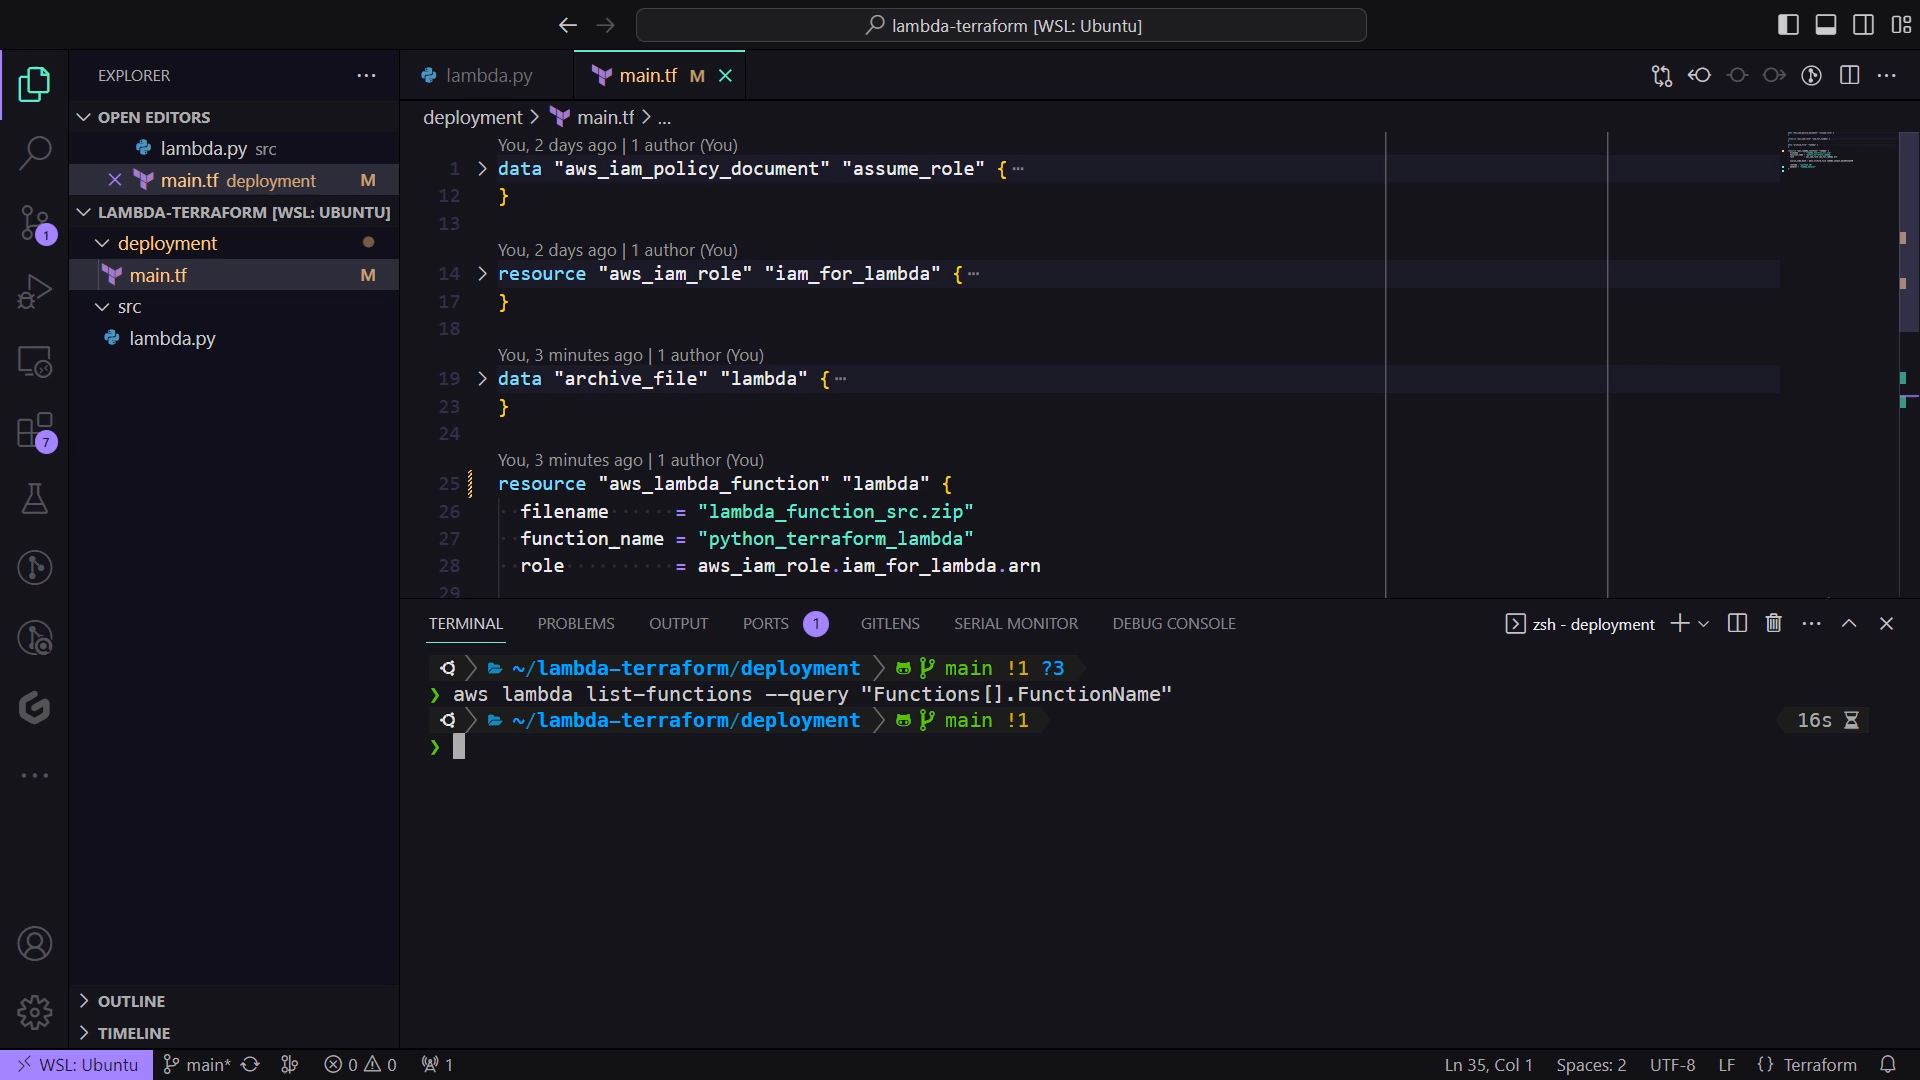 lambda-terraform [WSL: Ubuntu]
EXPLORER
OPEN EDITORS
lambda.py src
main.tf deployment M
LAMBDA-TERRAFORM [WSL: UBUNTU]
deployment
main.tf M
src
lambda.py
OUTLINE
TIMELINE
1
7
lambda.py
main.tf M
deployment > main.tf > ...
You, 2 days ago | 1 author (You)
1 data "aws_iam_policy_document" "assume_role" {
12 }
13
You, 2 days ago | 1 author (You)
14 resource "aws_iam_role" "iam_for_lambda" {
17 }
18
You, 3 minutes ago | 1 author (You)
19 data "archive_file" "lambda" {
23 }
24
You, 3 minutes ago | 1 author (You)
25 resource "aws_lambda_function" "lambda" {
26 filename = "lambda_function_src.zip"
27 function_name = "python_terraform_lambda"
28 role = aws_iam_role.iam_for_lambda.arn
29
TERMINAL PROBLEMS OUTPUT PORTS 1 GITLENS SERIAL MONITOR DEBUG CONSOLE
zsh - deployment
~/lambda-terraform/deployment main !1 ?3
❯ aws lambda list-functions --query "Functions[].FunctionName"
~/lambda-terraform/deployment main !1 16s
❯
WSL: Ubuntu main* 0 0 1 Ln 35, Col 1 Spaces: 2 UTF-8 LF {} Terraform